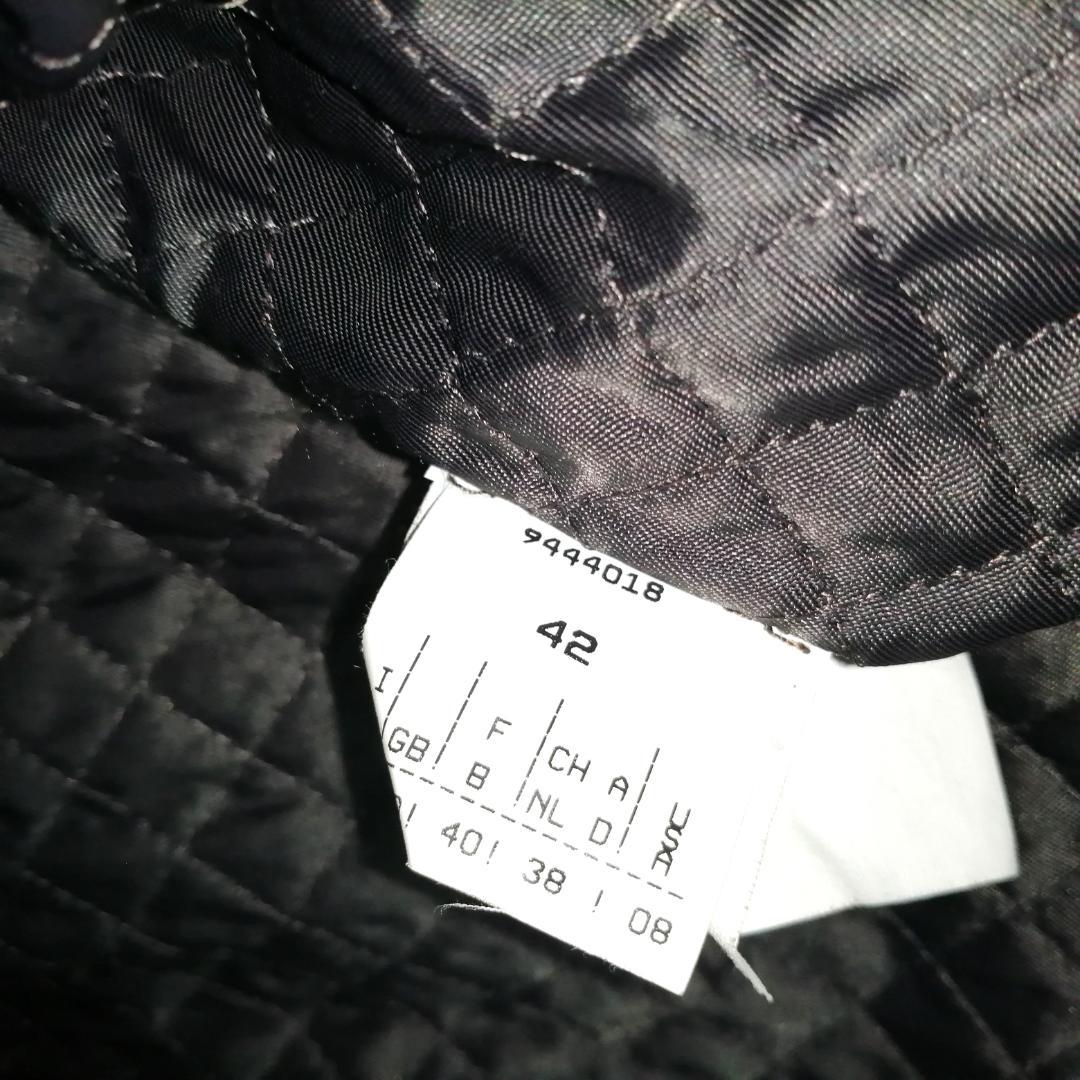 9444018
42
I ¦ ¦ F ¦ CH A ¦ USA
GB ¦ B ¦ NL D ¦
! 40 ! 38 ! 08